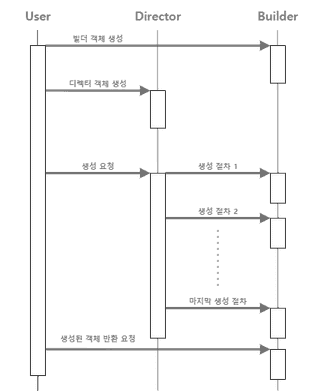 User Director Builder
빌더 객체 생성
디렉터 객체 생성
생성 요청 생성 절차 1
생성 절차 2
마지막 생성 절차
생성된 객체 반환 요청